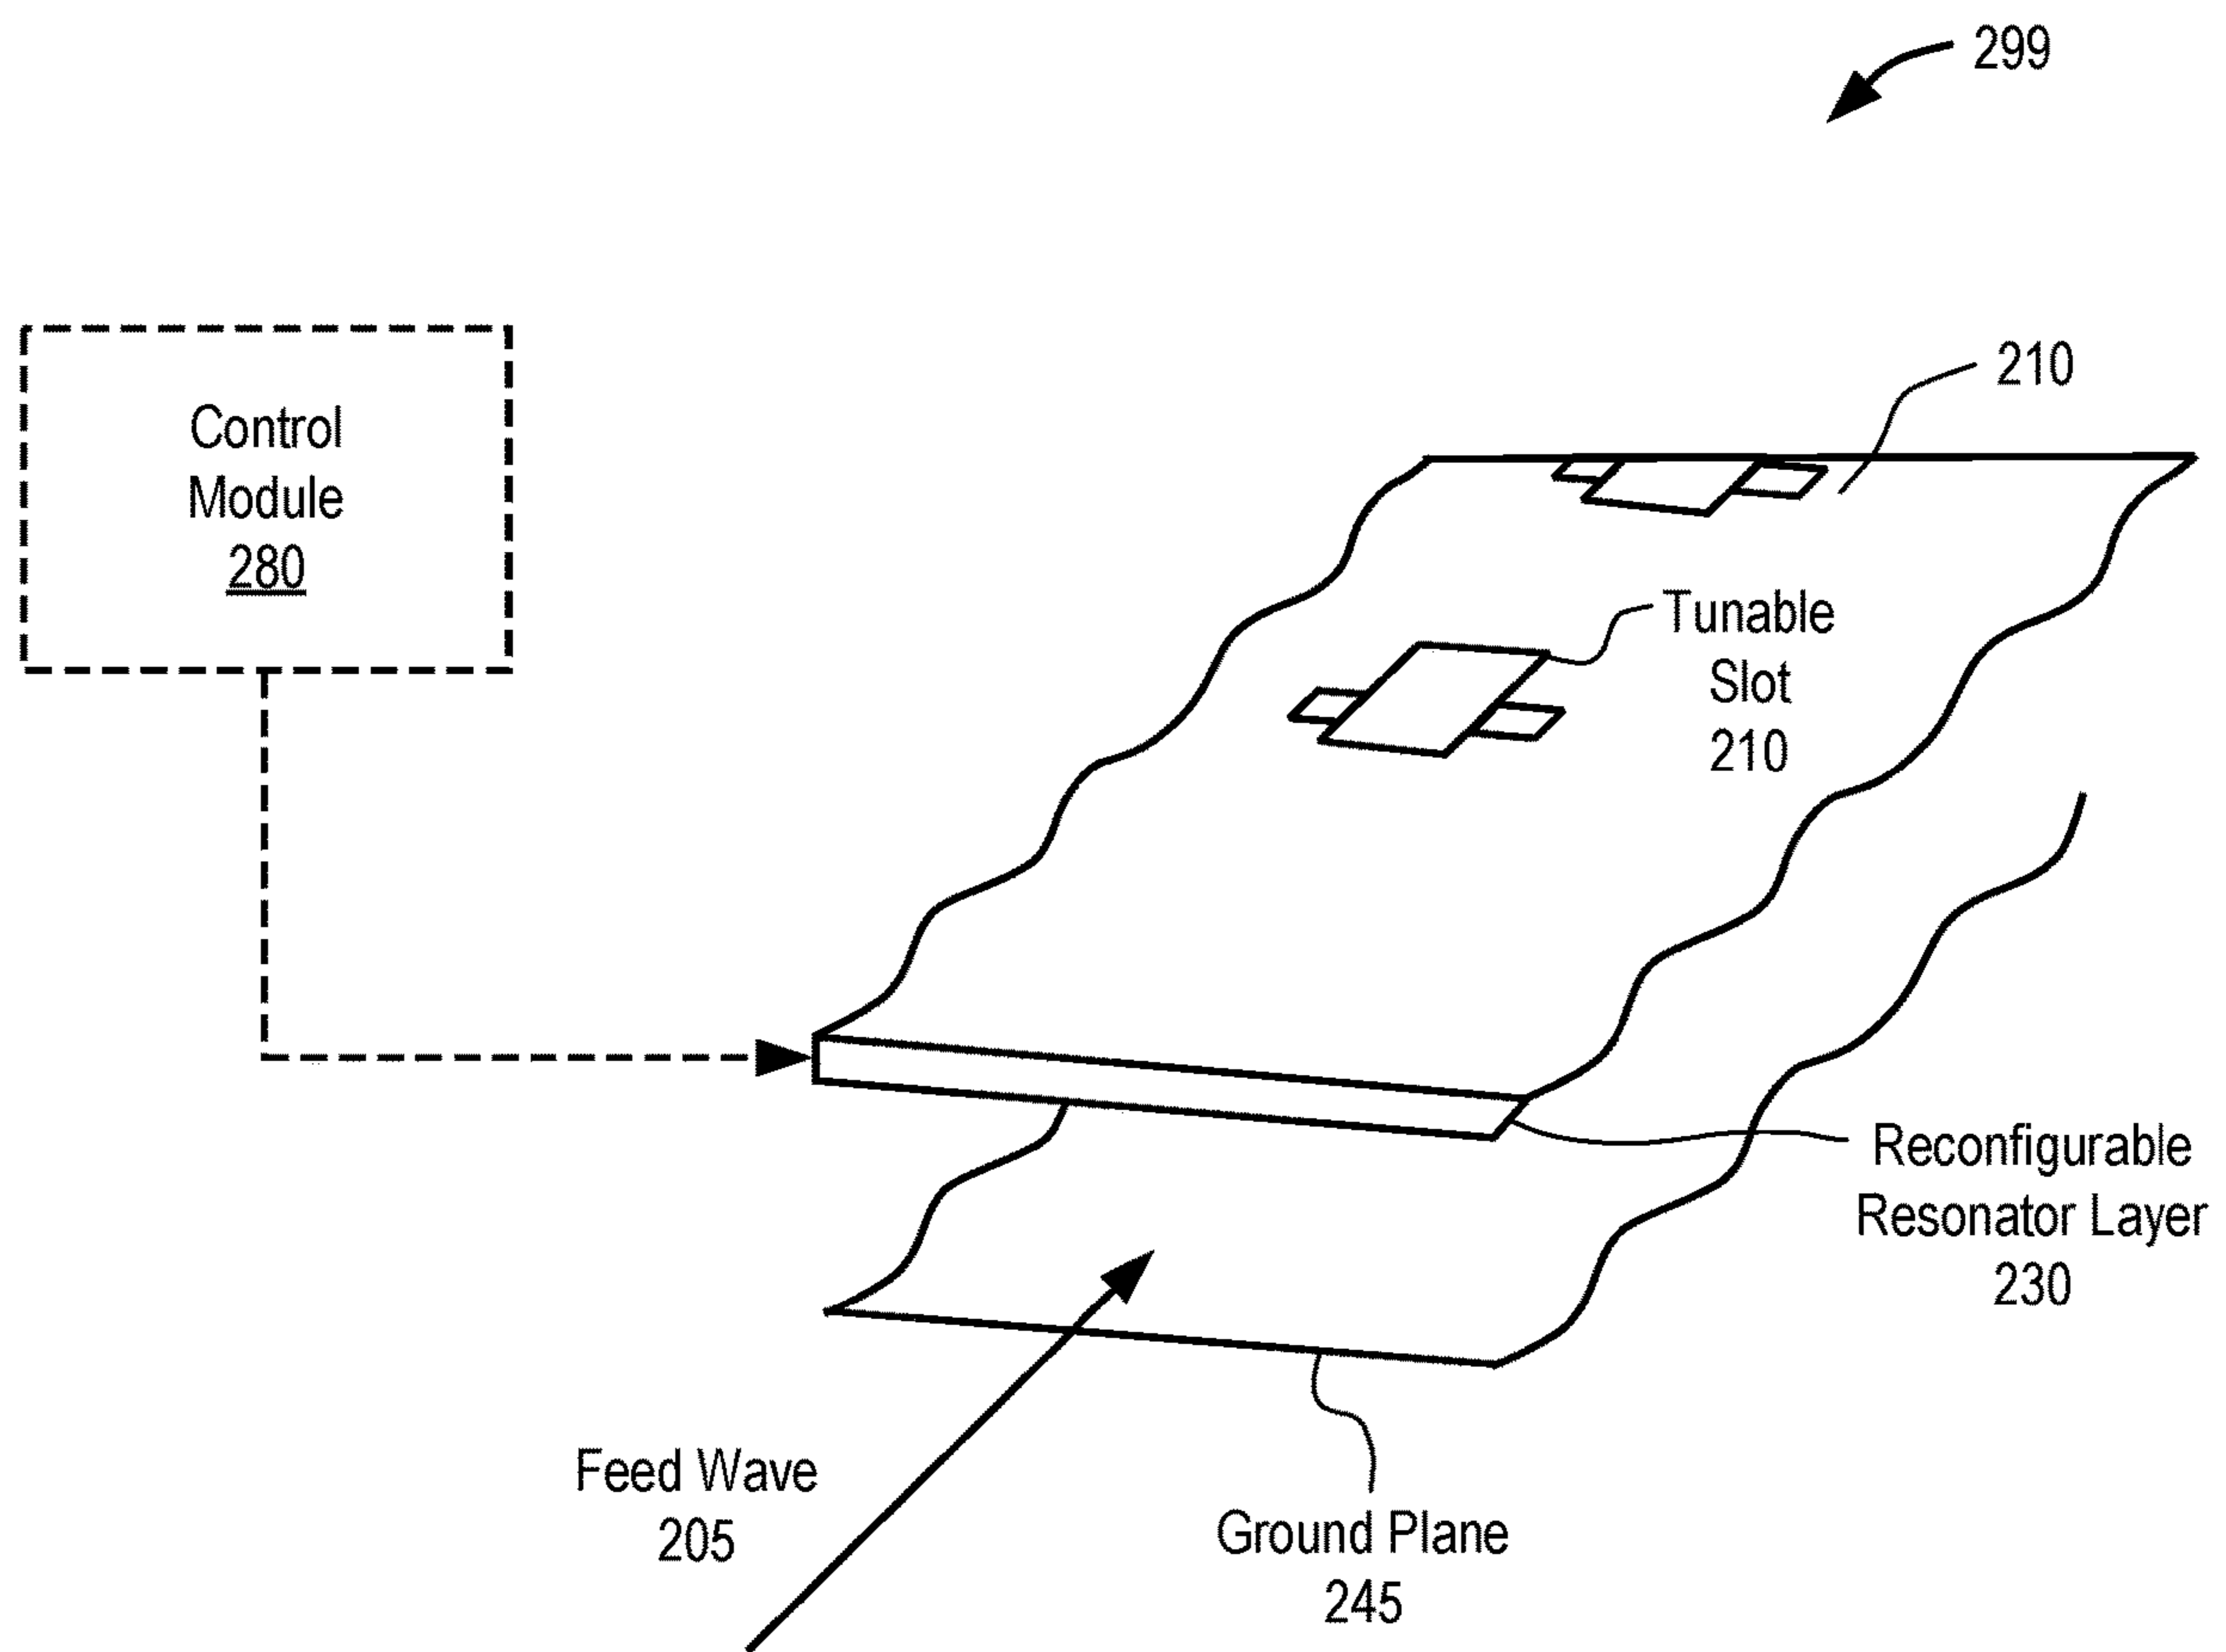 299
210
Control
Module
280
Tunable
Slot
210
Reconfigurable
Resonator Layer
230
Feed Wave
205
Ground Plane
245